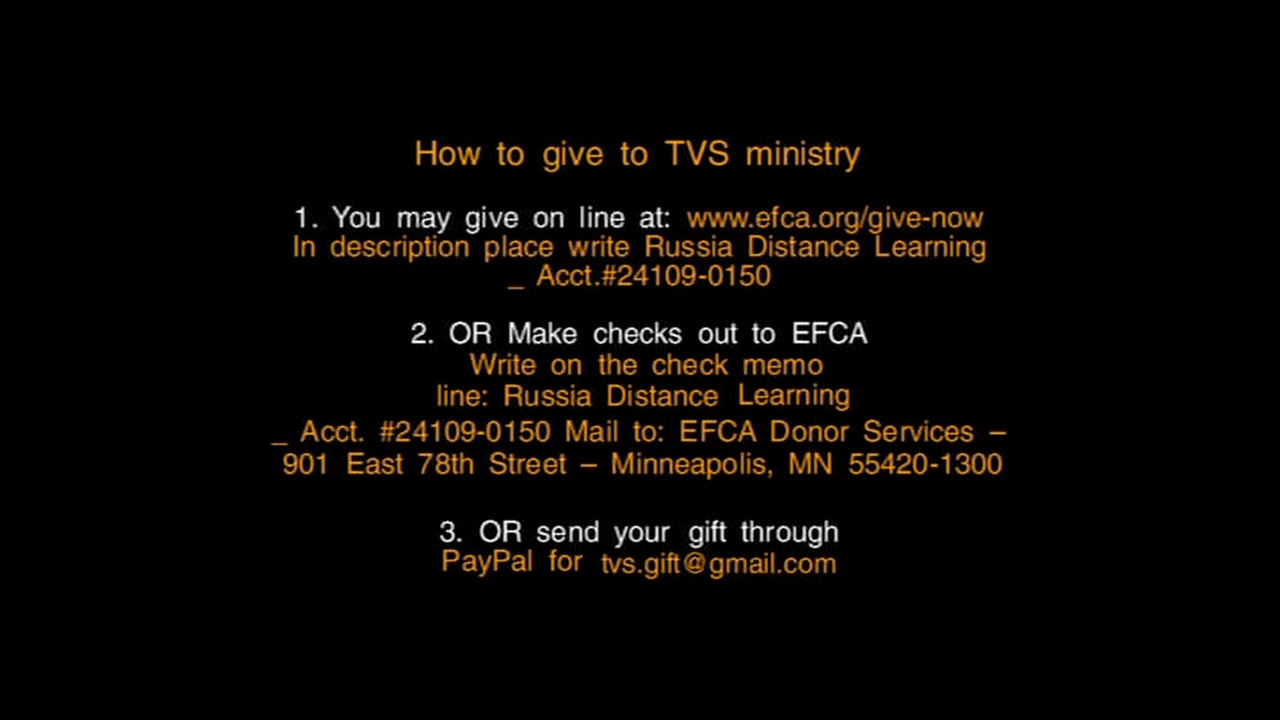 How to give to TVS ministry
1. You may give on line at: www.efca.org/give-now
In description place write Russia Distance Learning
_ Acct.#24109-0150
2. OR Make checks out to EFCA
Write on the check memo
line: Russia Distance Learning
_ Acct. #24109-0150 Mail to: EFCA Donor Services –
901 East 78th Street – Minneapolis, MN 55420-1300
3. OR send your gift through
PayPal for tvs.gift@gmail.com